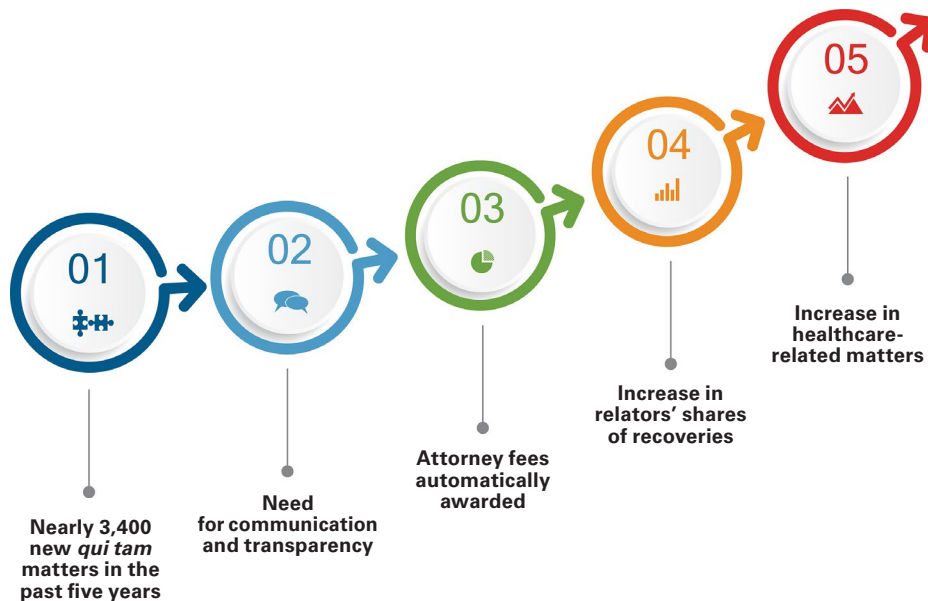 01
Nearly 3,400
new qui tam
matters in the
past five years
02
Need
for communication
and transparency
03
Attorney fees
automatically
awarded
04
Increase in
relators’ shares
of recoveries
05
Increase in
healthcare-
related matters